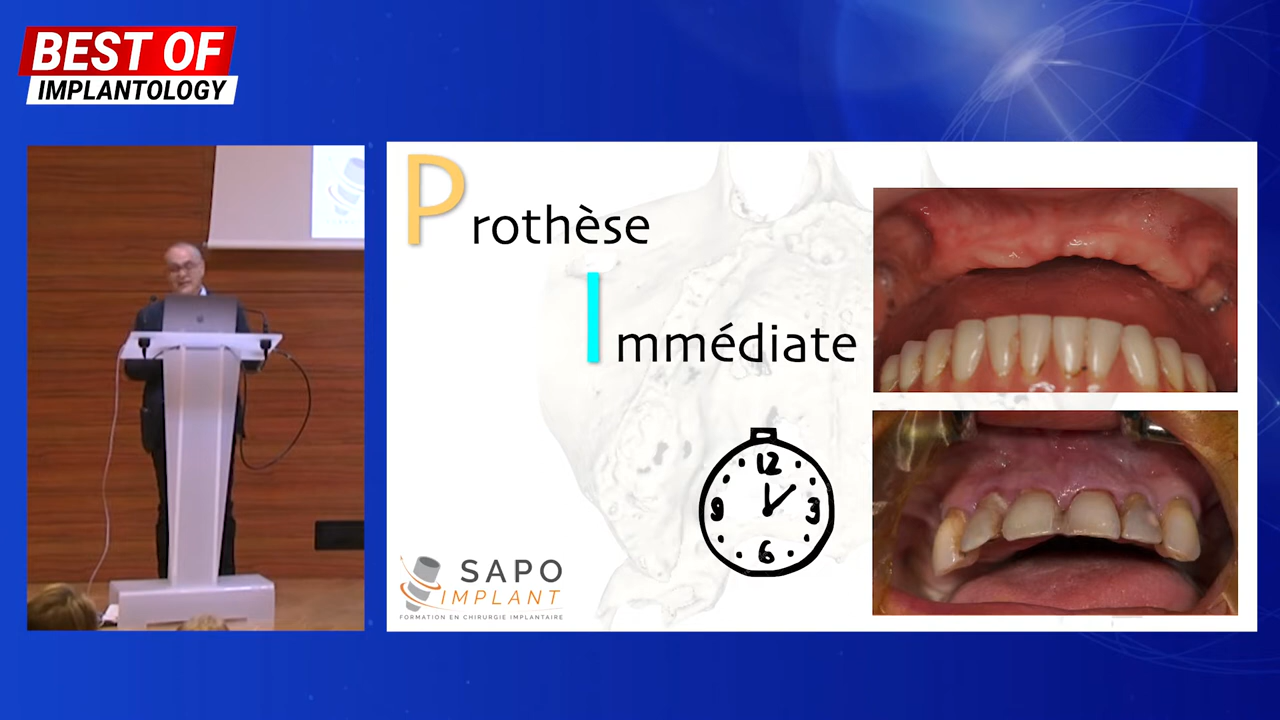 BEST OF
IMPLANTOLOGY
Prothèse
Immédiate
12
9 3
6
SAPO
IMPLANT
FORMATION EN CHIRURGIE IMPLANTAIRE